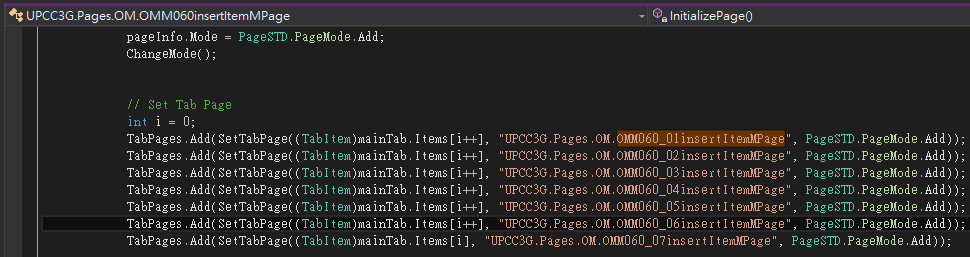 UPCC3G.Pages.OM.OMM060insertItemMPage
InitializePage()
pageInfo.Mode = PageSTD.PageMode.Add;
ChangeMode();
// Set Tab Page
int i = 0;
TabPages.Add(SetTabPage((TabItem)mainTab.Items[i++], "UPCC3G.Pages.OM.OMM060_01insertItemMPage", PageSTD.PageMode.Add));
TabPages.Add(SetTabPage((TabItem)mainTab.Items[i++], "UPCC3G.Pages.OM.OMM060_02insertItemMPage", PageSTD.PageMode.Add));
TabPages.Add(SetTabPage((TabItem)mainTab.Items[i++], "UPCC3G.Pages.OM.OMM060_03insertItemMPage", PageSTD.PageMode.Add));
TabPages.Add(SetTabPage((TabItem)mainTab.Items[i++], "UPCC3G.Pages.OM.OMM060_04insertItemMPage", PageSTD.PageMode.Add));
TabPages.Add(SetTabPage((TabItem)mainTab.Items[i++], "UPCC3G.Pages.OM.OMM060_05insertItemMPage", PageSTD.PageMode.Add));
TabPages.Add(SetTabPage((TabItem)mainTab.Items[i++], "UPCC3G.Pages.OM.OMM060_06insertItemMPage", PageSTD.PageMode.Add));
TabPages.Add(SetTabPage((TabItem)mainTab.Items[i], "UPCC3G.Pages.OM.OMM060_07insertItemMPage", PageSTD.PageMode.Add));